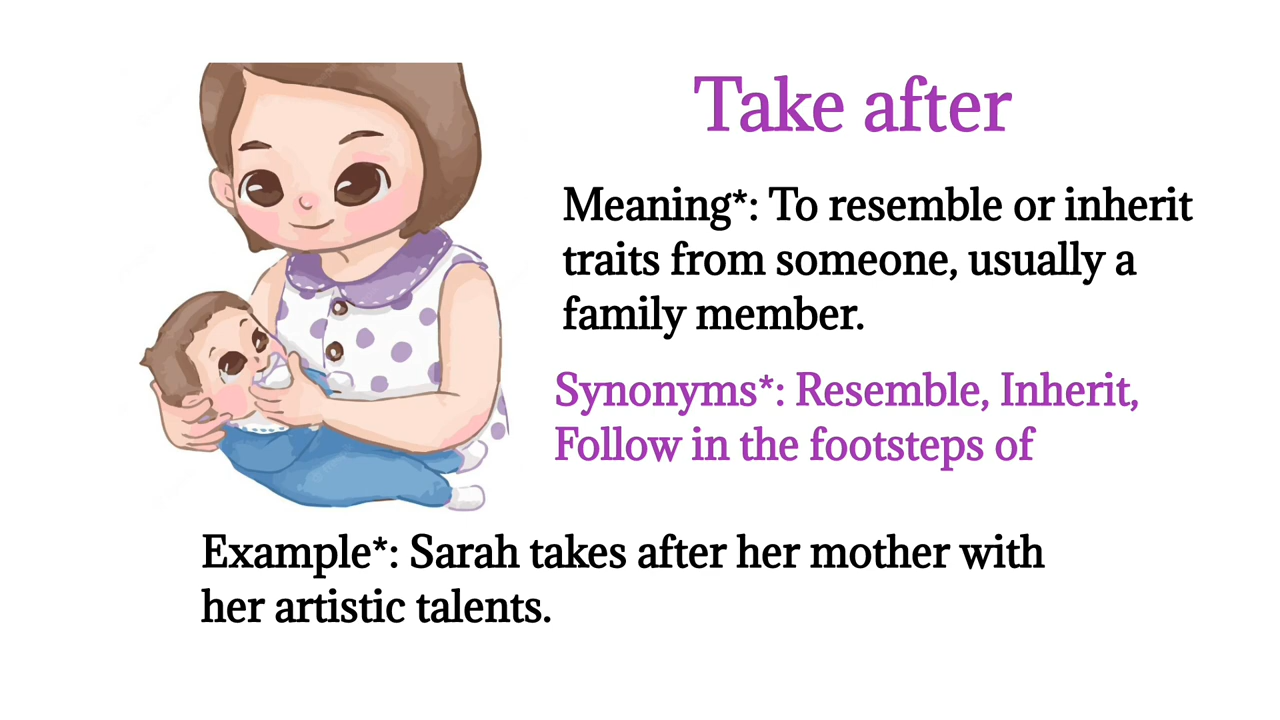 Take after
Meaning*: To resemble or inherit
traits from someone, usually a
family member.
Synonyms*: Resemble, Inherit,
Follow in the footsteps of
Example*: Sarah takes after her mother with
her artistic talents.